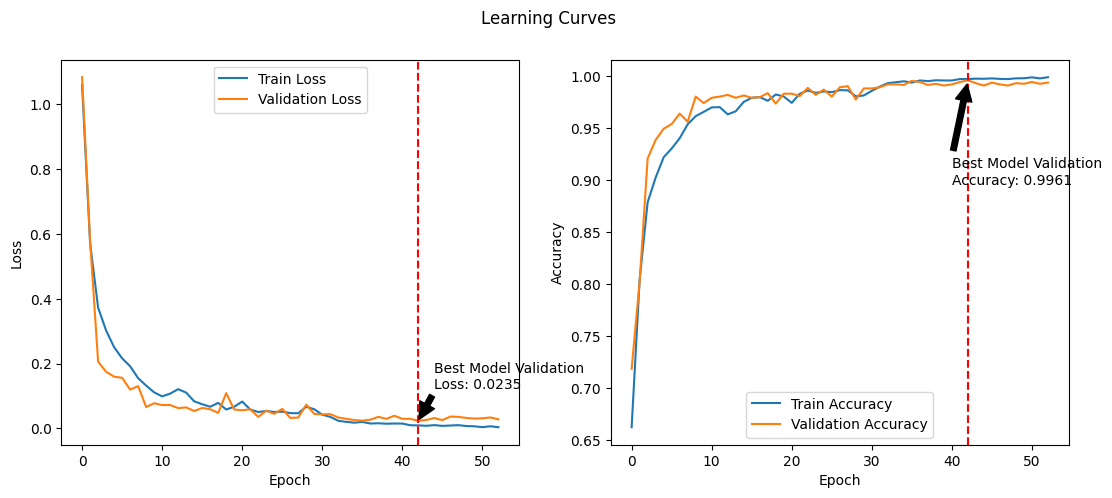 Learning Curves
Train Loss
Validation Loss
1.0
0.8
0.6
0.4
0.2
0.0
Loss
Best Model Validation
Loss: 0.0235
0 10 20 30 40 50
Epoch
1.00
0.95
0.90
0.85
0.80
0.75
0.70
0.65
Accuracy
Best Model Validation
Accuracy: 0.9961
Train Accuracy
Validation Accuracy
0 10 20 30 40 50
Epoch